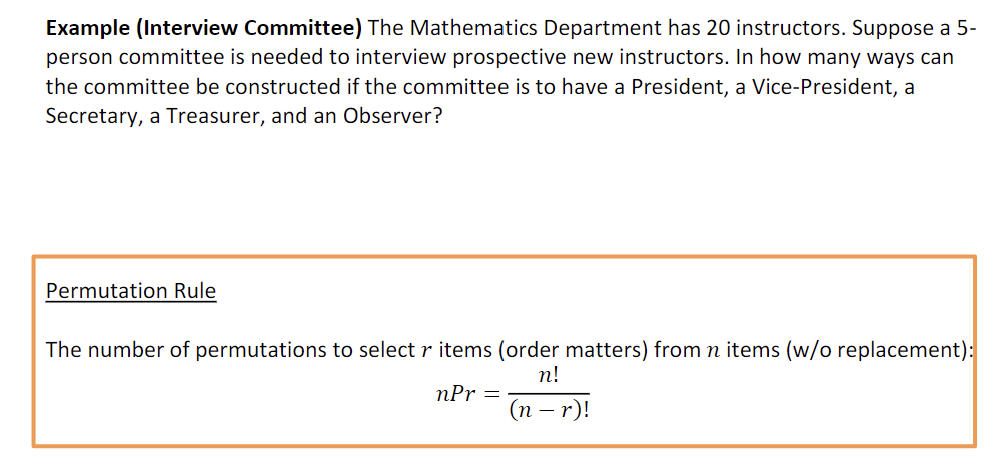 Example (Interview Committee) The Mathematics Department has 20 instructors. Suppose a 5-
person committee is needed to interview prospective new instructors. In how many ways can
the committee be constructed if the committee is to have a President, a Vice-President, a
Secretary, a Treasurer, and an Observer?
Permutation Rule
The number of permutations to select r items (order matters) from n items (w/o replacement):
nPr = n! / (n − r)!